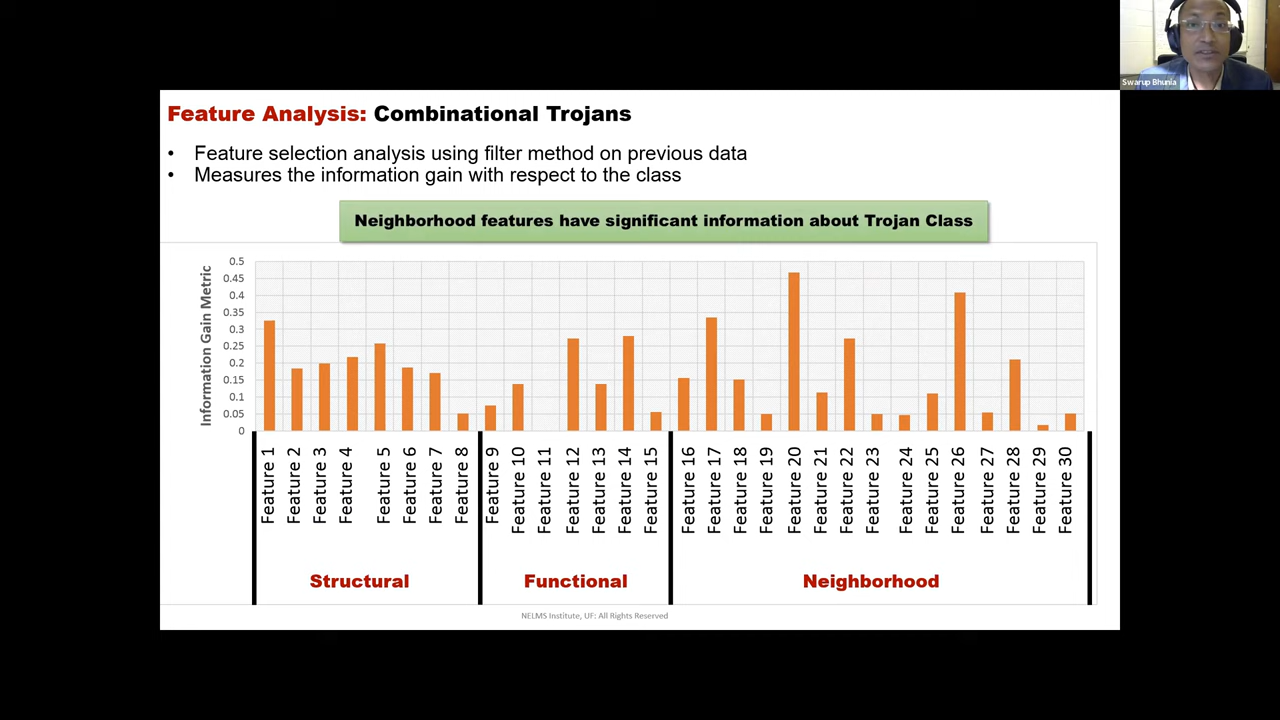 Swarup Bhunia
Feature Analysis: Combinational Trojans
• Feature selection analysis using filter method on previous data
• Measures the information gain with respect to the class
Neighborhood features have significant information about Trojan Class
Information Gain Metric
0.5
0.45
0.4
0.35
0.3
0.25
0.2
0.15
0.1
0.05
0
Feature 1
Feature 2
Feature 3
Feature 4
Feature 5
Feature 6
Feature 7
Feature 8
Feature 9
Feature 10
Feature 11
Feature 12
Feature 13
Feature 14
Feature 15
Feature 16
Feature 17
Feature 18
Feature 19
Feature 20
Feature 21
Feature 22
Feature 23
Feature 24
Feature 25
Feature 26
Feature 27
Feature 28
Feature 29
Feature 30
Structural
Functional
Neighborhood
NELMS Institute, UF: All Rights Reserved